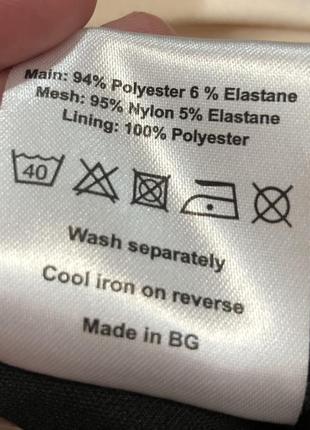 Main: 94% Polyester 6 % Elastane
Mesh: 95% Nylon 5% Elastane
Lining: 100% Polyester
40
Wash separately
Cool iron on reverse
Made in BG